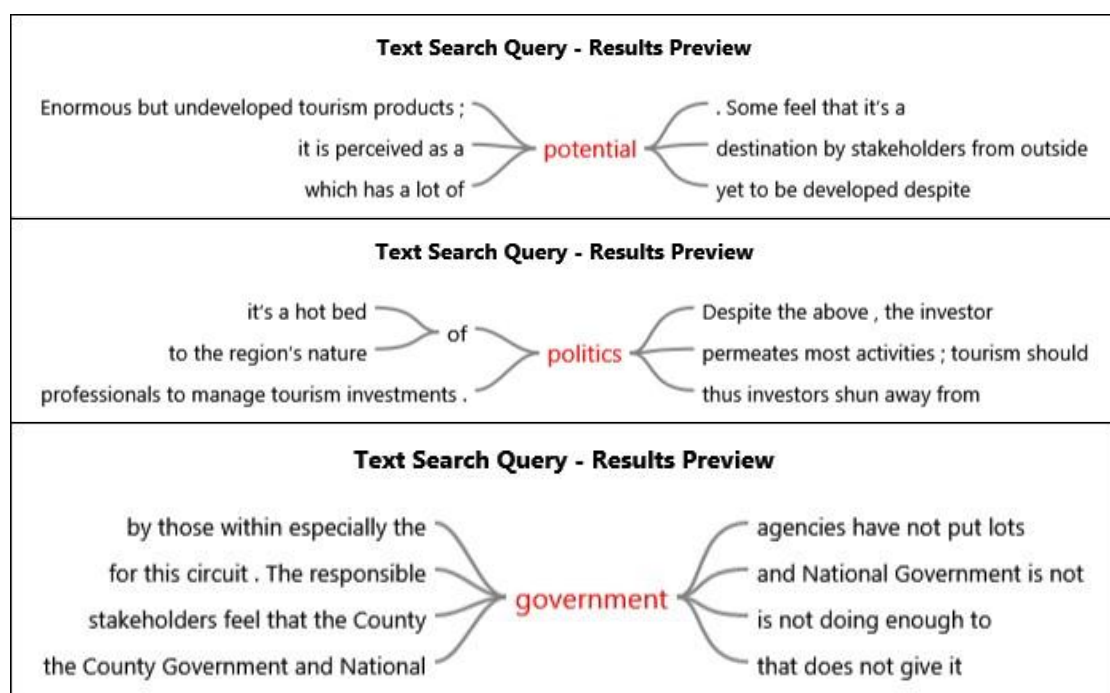 Text Search Query - Results Preview
Enormous but undeveloped tourism products ;
it is perceived as a
which has a lot of
potential
. Some feel that it's a
destination by stakeholders from outside
yet to be developed despite
Text Search Query - Results Preview
it's a hot bed
to the region's nature
of
professionals to manage tourism investments .
politics
Despite the above , the investor
permeates most activities ; tourism should
thus investors shun away from
Text Search Query - Results Preview
by those within especially the
for this circuit . The responsible
stakeholders feel that the County
the County Government and National
government
agencies have not put lots
and National Government is not
is not doing enough to
that does not give it